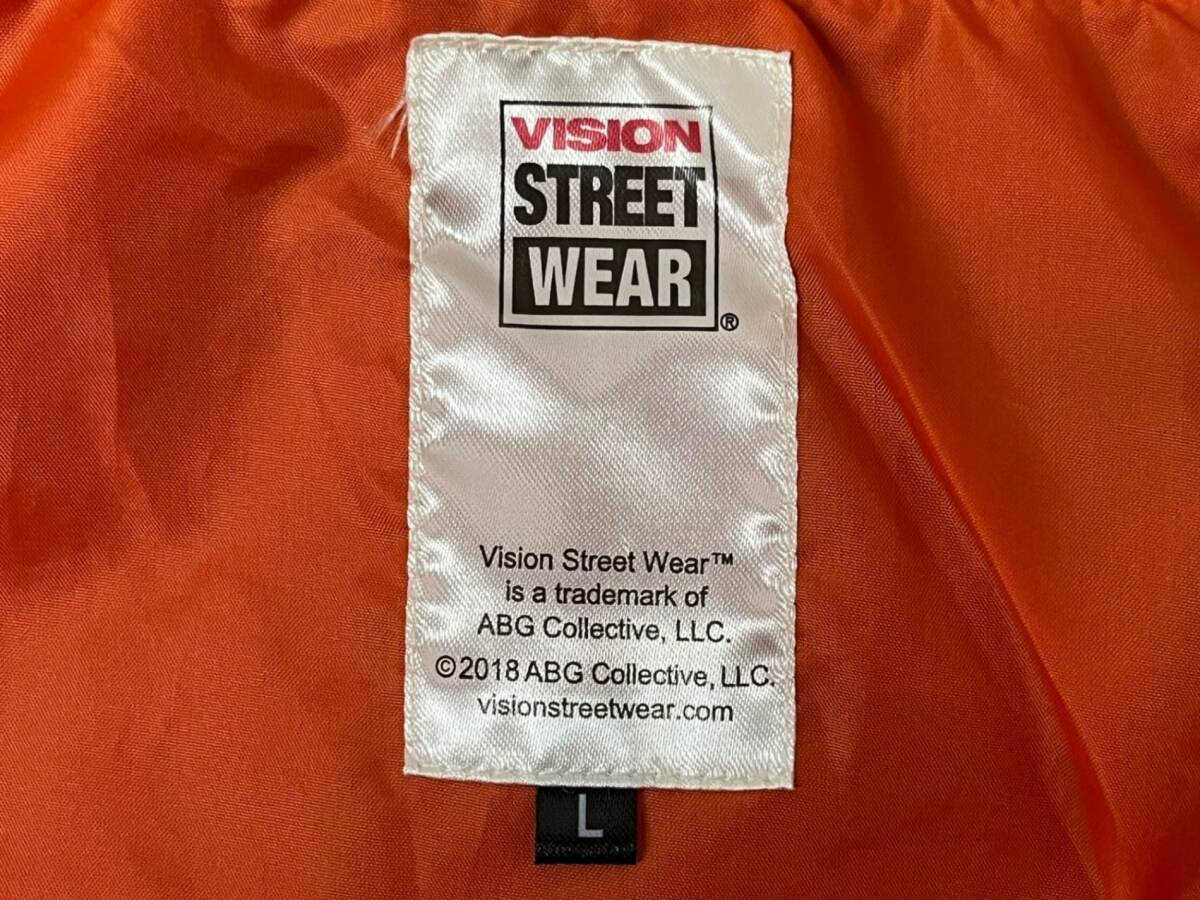 VISION
STREET
WEAR
®
Vision Street Wear™
is a trademark of
ABG Collective, LLC.
©2018 ABG Collective, LLC.
visionstreetwear.com
L